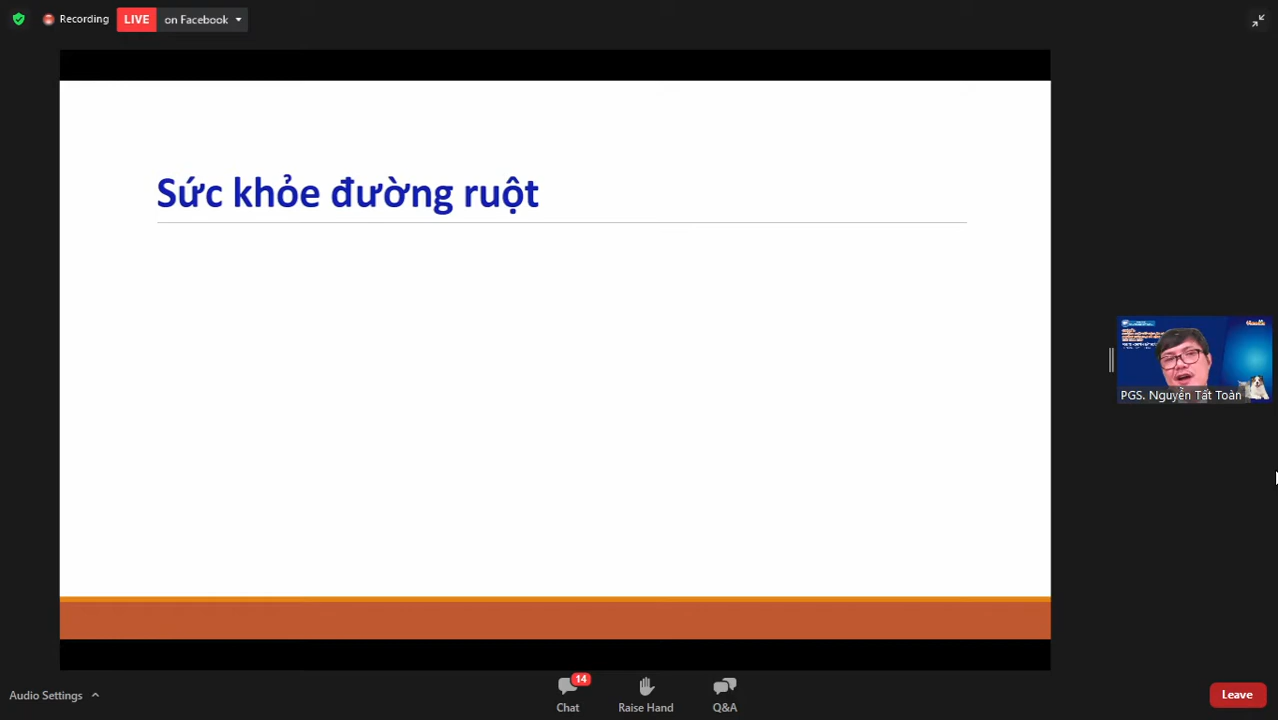 Recording
LIVE on Facebook
Sức khỏe đường ruột
PGS. Nguyễn Tất Toàn
Audio Settings
14
Chat
Raise Hand
Q&A
Leave